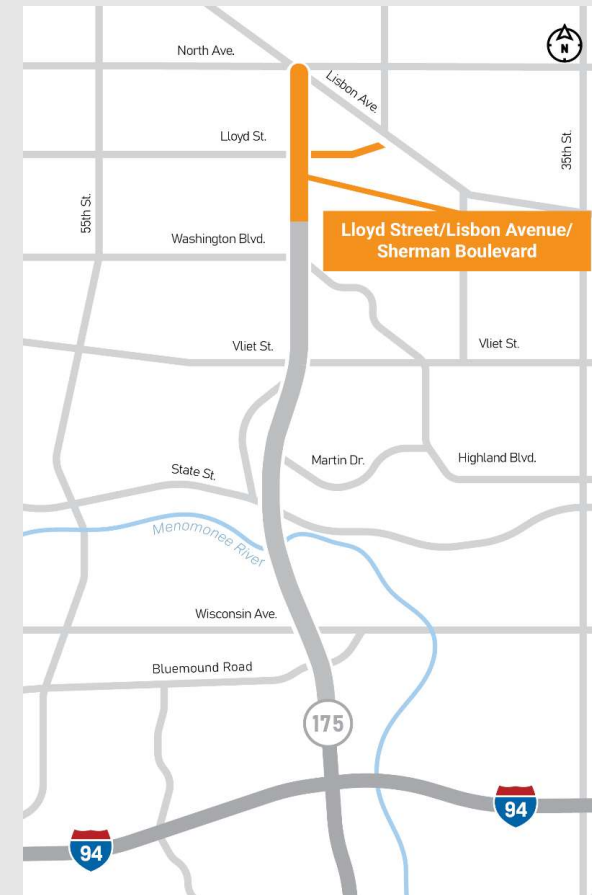 N
North Ave.
Lisbon Ave.
Lloyd St.
35th St.
55th St.
Lloyd Street/Lisbon Avenue/
Sherman Boulevard
Washington Blvd.
Vliet St.
Vliet St.
Martin Dr.
Highland Blvd.
State St.
Menomonee River
Wisconsin Ave.
Bluemound Road
175
94
94